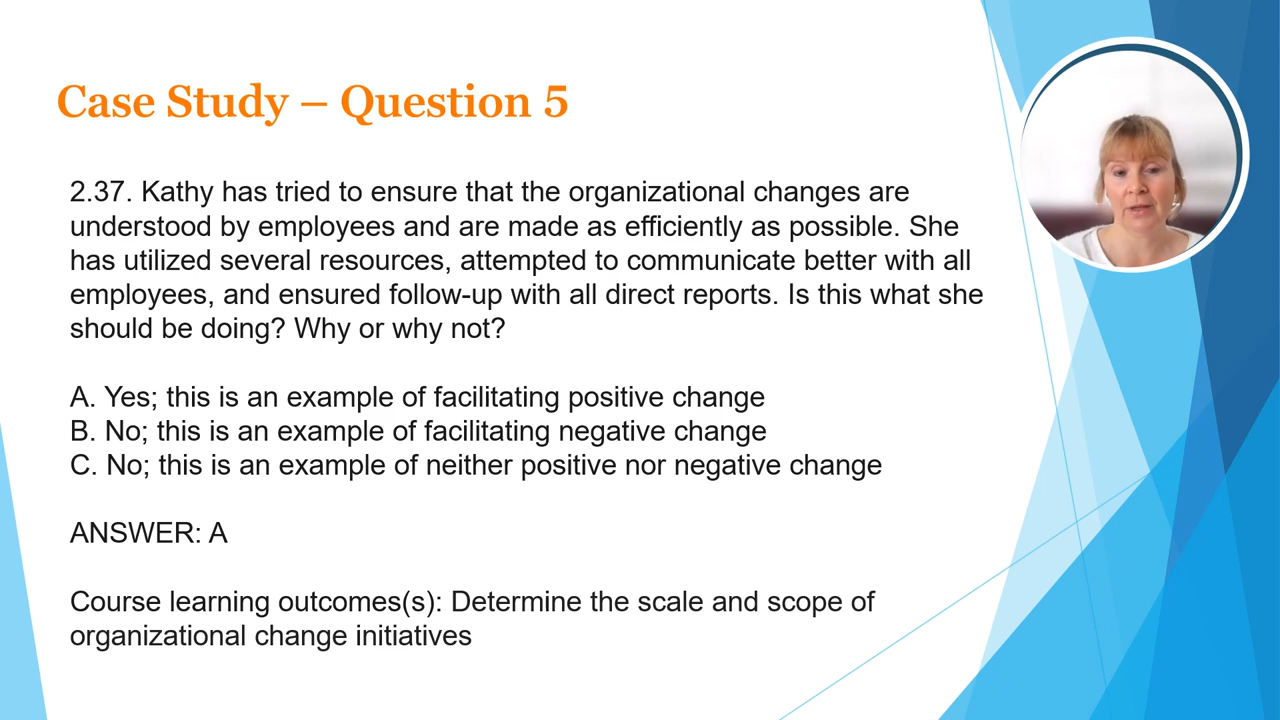 Case Study – Question 5
2.37. Kathy has tried to ensure that the organizational changes are
understood by employees and are made as efficiently as possible. She
has utilized several resources, attempted to communicate better with all
employees, and ensured follow-up with all direct reports. Is this what she
should be doing? Why or why not?
A. Yes; this is an example of facilitating positive change
B. No; this is an example of facilitating negative change
C. No; this is an example of neither positive nor negative change
ANSWER: A
Course learning outcomes(s): Determine the scale and scope of
organizational change initiatives